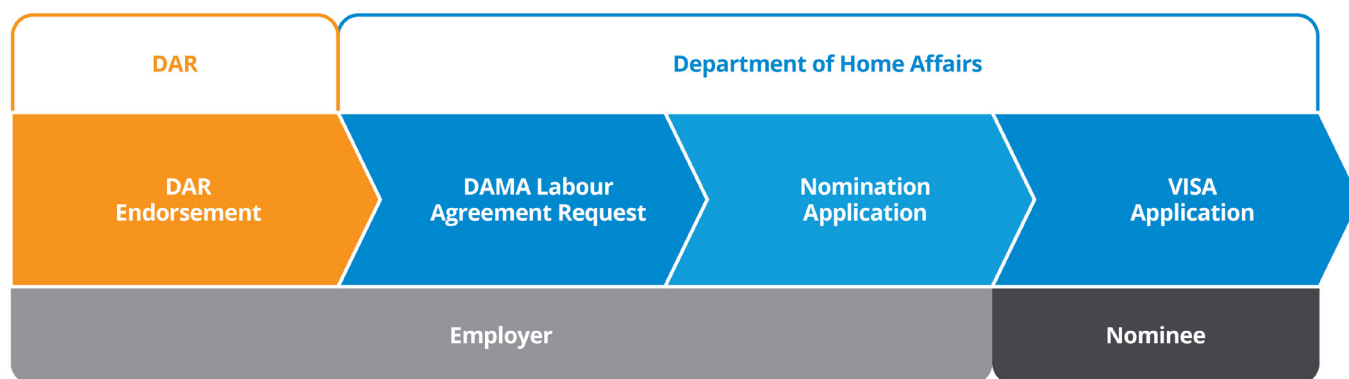 DAR
Department of Home Affairs
DAR
Endorsement
DAMA Labour
Agreement Request
Nomination
Application
VISA
Application
Employer
Nominee